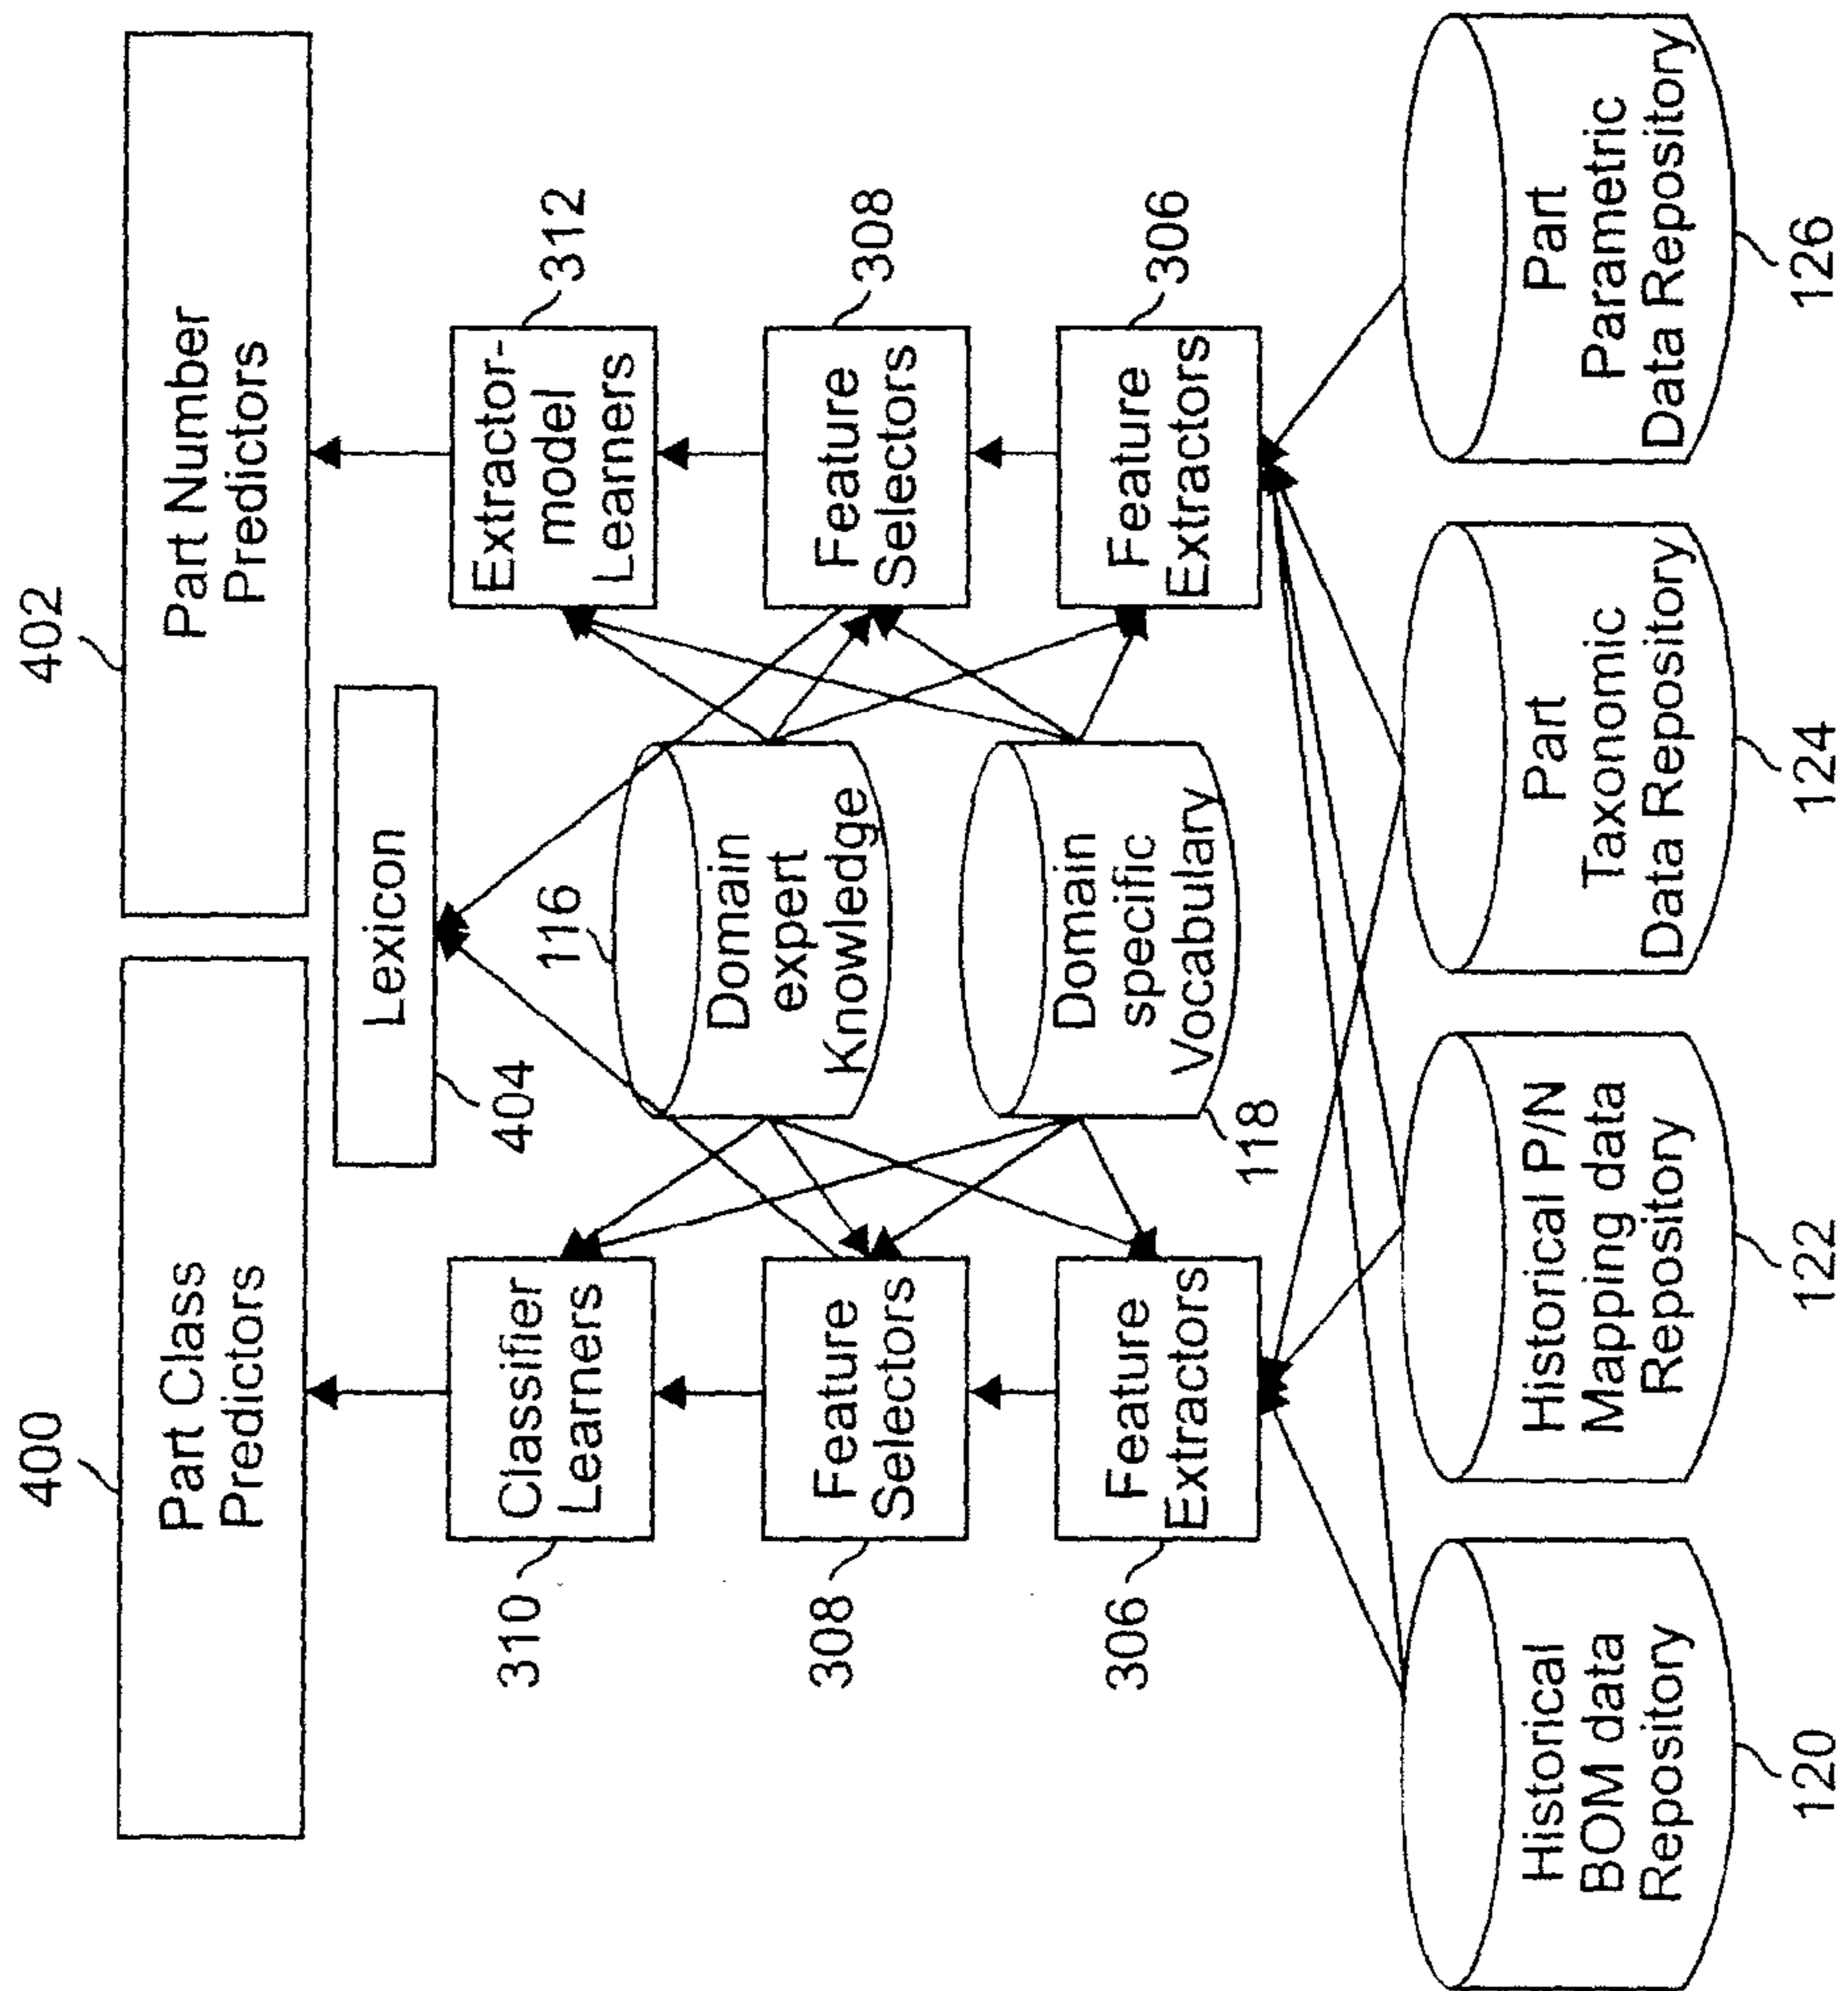 400
402
Part Class
Predictors
Part Number
Predictors
Lexicon
404
310
Classifier
Learners
116
Extractor-
model
Learners
312
308
Feature
Selectors
Domain
expert
Knowledge
Feature
Selectors
308
306
Feature
Extractors
Domain
specific
Vocabulary
118
Feature
Extractors
306
Historical
BOM data
Repository
Historical P/N
Mapping data
Repository
Part
Taxonomic
Data Repository
Part
Parametric
Data Repository
120
122
124
126